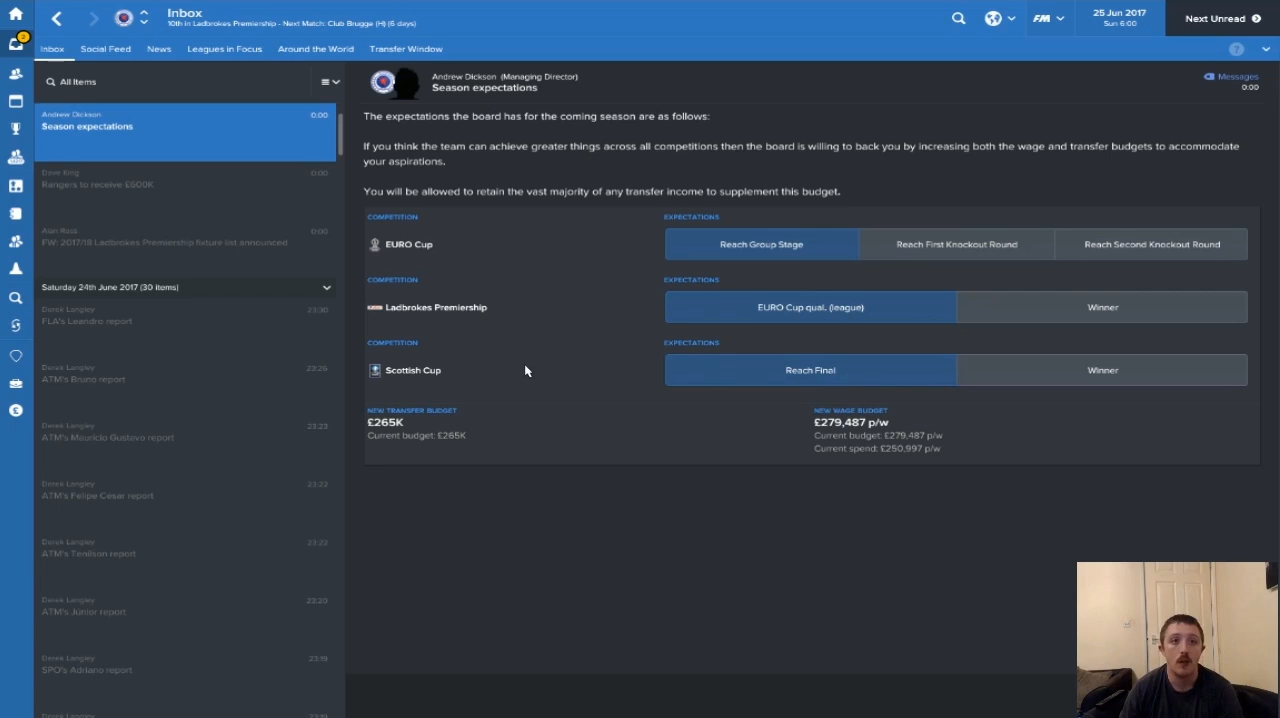 Inbox
10th in Ladbrokes Premiership - Next Match: Club Brugge (H) (6 days)
FM
25 Jun 2017
Sun 6:00
Next Unread
2
Inbox
Social Feed
News
Leagues in Focus
Around the World
Transfer Window
?
All Items
Andrew Dickson 0:00
Season expectations
Dave King 0:00
Rangers to receive £600K
Alan Ross 0:00
FW: 2017/18 Ladbrokes Premiership fixture list announced
Saturday 24th June 2017 (30 items)
Derek Langley 23:30
FLA's Leandro report
Derek Langley 23:26
ATM's Bruno report
Derek Langley 23:23
ATM's Maurício Gustavo report
Derek Langley 23:22
ATM's Felipe César report
Derek Langley 23:22
ATM's Tenilson report
Derek Langley 23:20
ATM's Júnior report
Derek Langley 23:19
SPO's Adriano report
Derek Langley
Andrew Dickson (Managing Director)
Season expectations
Messages
0:00
The expectations the board has for the coming season are as follows:
If you think the team can achieve greater things across all competitions then the board is willing to back you by increasing both the wage and transfer budgets to accommodate
your aspirations.
You will be allowed to retain the vast majority of any transfer income to supplement this budget.
COMPETITION EXPECTATIONS
EURO Cup Reach Group Stage Reach First Knockout Round Reach Second Knockout Round
COMPETITION EXPECTATIONS
Ladbrokes Premiership EURO Cup qual. (league) Winner
COMPETITION EXPECTATIONS
Scottish Cup Reach Final Winner
NEW TRANSFER BUDGET
£265K
Current budget: £265K
NEW WAGE BUDGET
£279,487 p/w
Current budget: £279,487 p/w
Current spend: £250,997 p/w